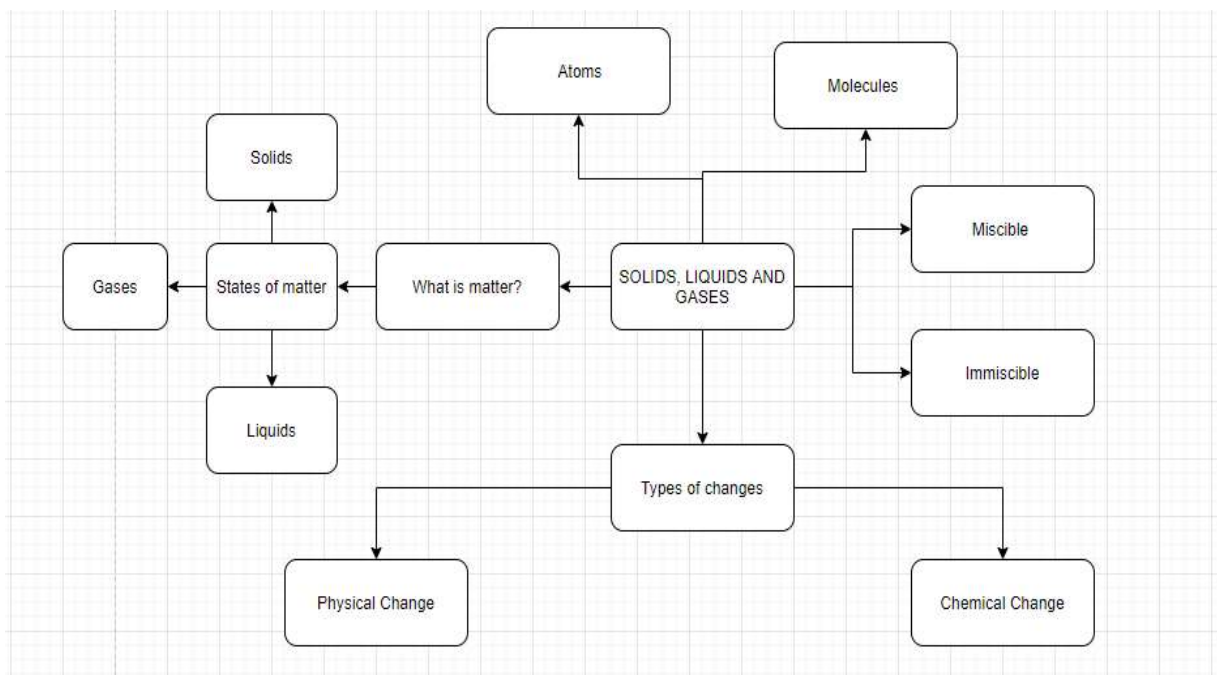 Atoms
Molecules
Solids
Miscible
Gases
States of matter
What is matter?
SOLIDS, LIQUIDS AND
GASES
Immiscible
Liquids
Types of changes
Physical Change
Chemical Change